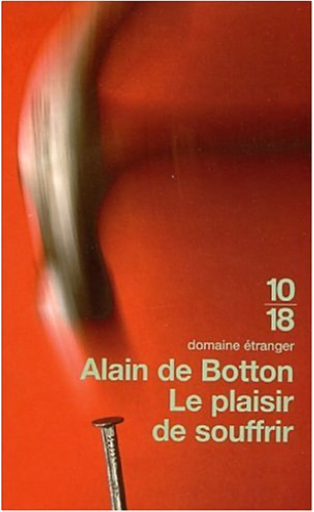 10
18
domaine étranger
Alain de Botton
Le plaisir
de souffrir